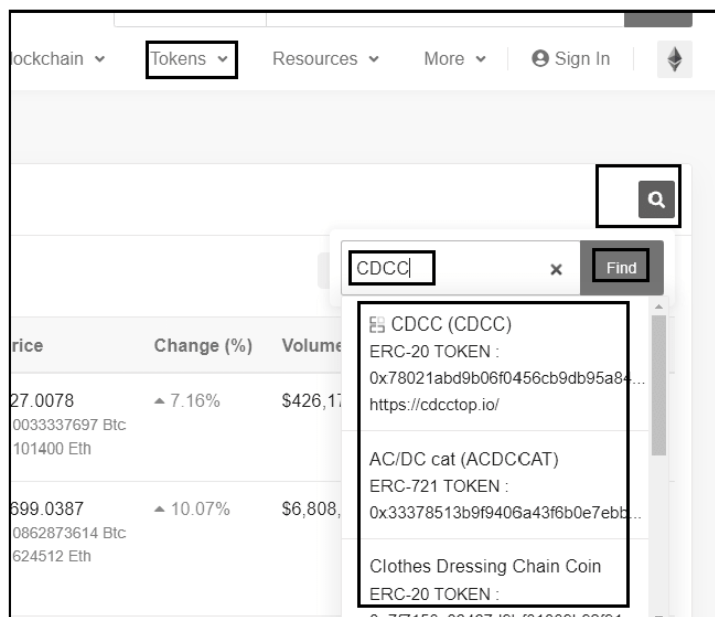 lockchain Tokens Resources More Sign In
CDCC Find
CDCC (CDCC)
ERC-20 TOKEN :
0x78021abd9b06f0456cb9db95a84...
https://cdcctop.io/
AC/DC cat (ACDCCAT)
ERC-721 TOKEN :
0x33378513b9f9406a43f6b0e7ebb...
Clothes Dressing Chain Coin
ERC-20 TOKEN :
rice Change (%) Volume
27.0078 7.16% $426,17
0033337697 Btc
101400 Eth
699.0387 10.07% $6,808,
0862873614 Btc
624512 Eth